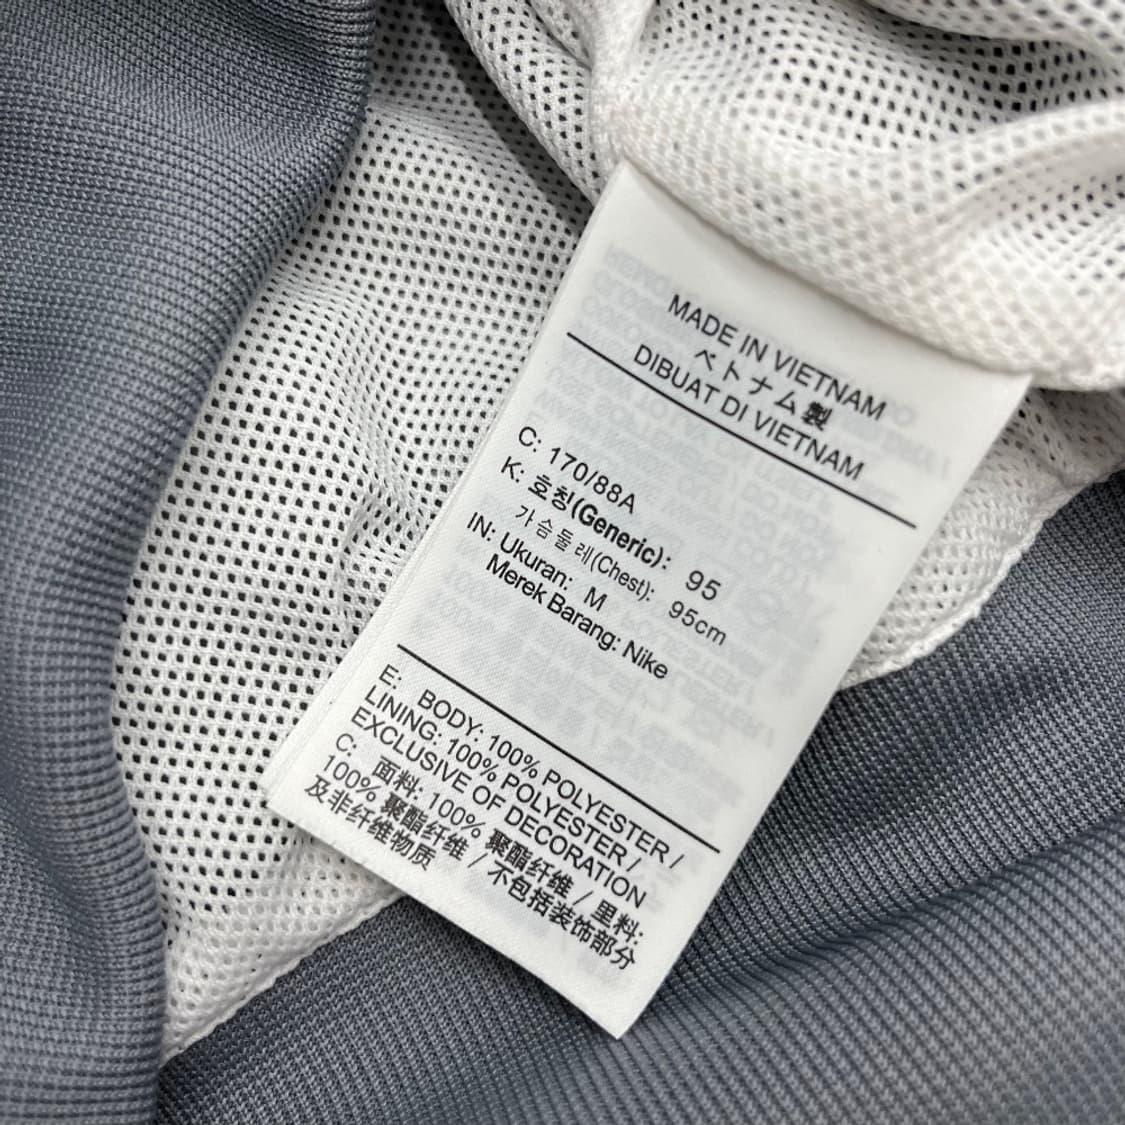 MADE IN VIETNAM
ベトナム製
DIBUAT DI VIETNAM
C: 170/88A
K: 호칭(Generic): 95
가슴둘레(Chest): 95cm
IN: Ukuran: M
Merek Barang: Nike
E: BODY: 100% POLYESTER /
LINING: 100% POLYESTER /
EXCLUSIVE OF DECORATION
C: 面料: 100% 聚酯纤维 / 里料:
100% 聚酯纤维 / 不包括装饰部分
及非纤维物质